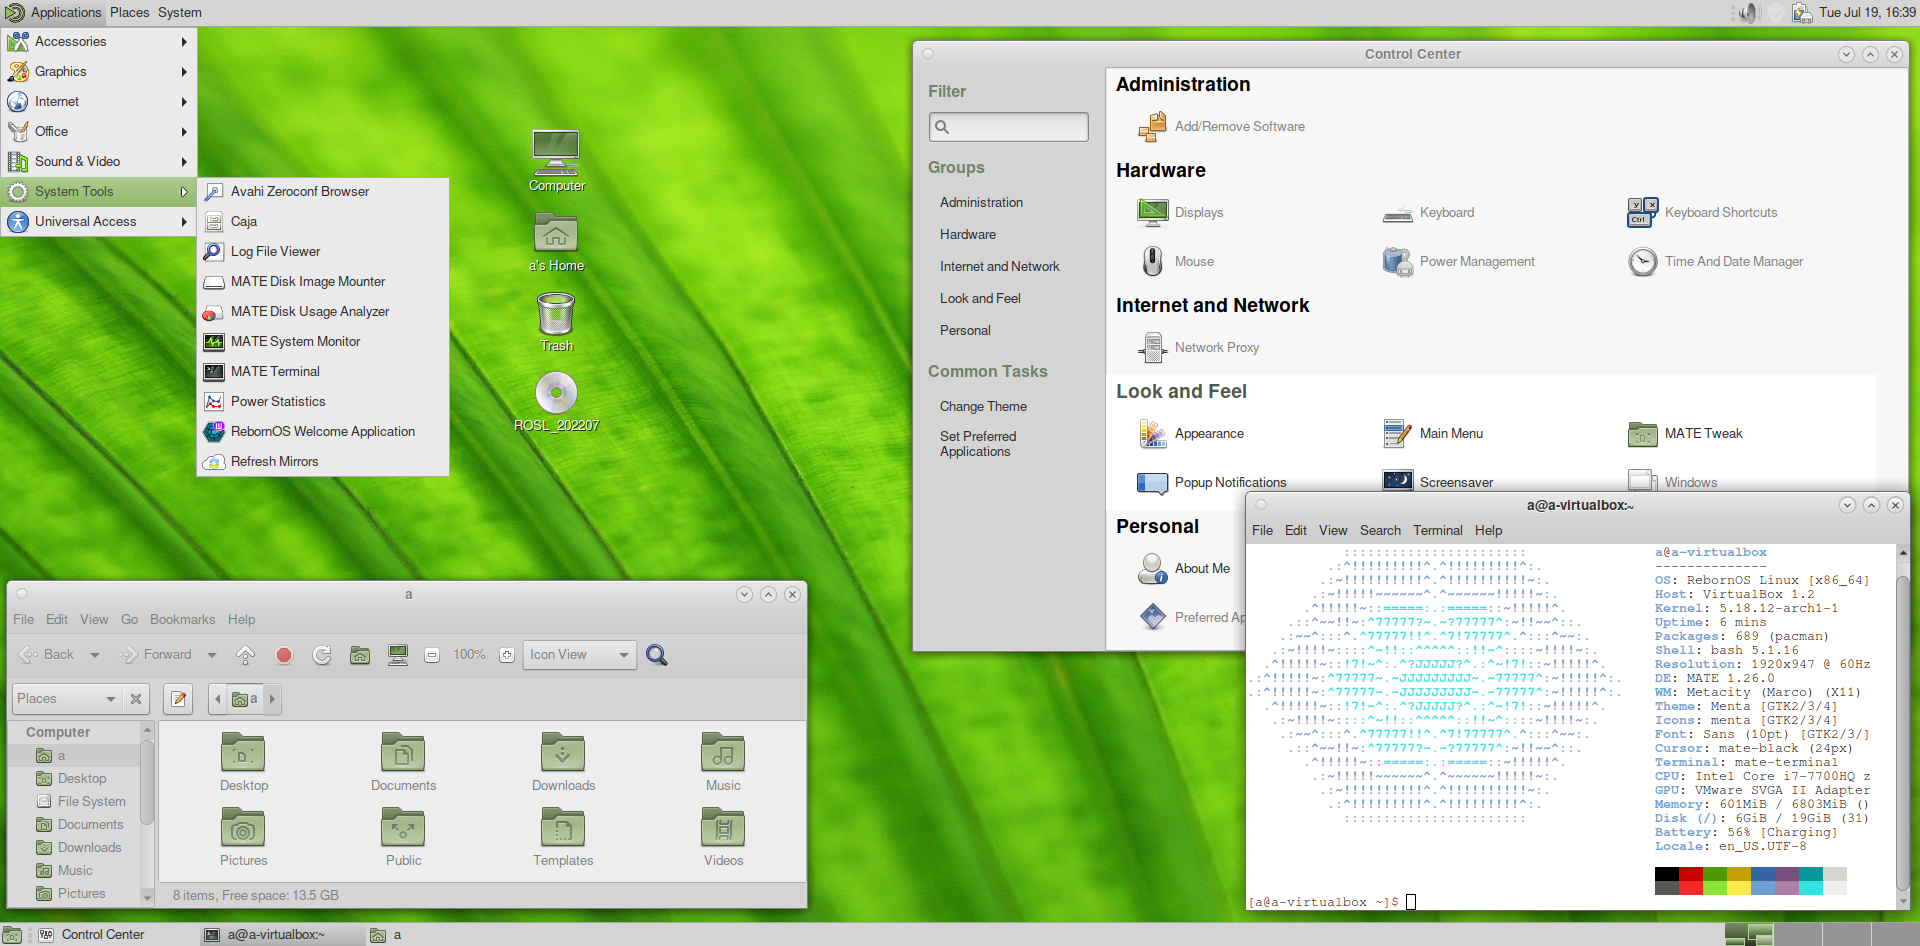 Applications Places System
Tue Jul 19, 16:39
Accessories
Graphics
Internet
Office
Sound & Video
System Tools
Universal Access
Avahi Zeroconf Browser
Caja
Log File Viewer
MATE Disk Image Mounter
MATE Disk Usage Analyzer
MATE System Monitor
MATE Terminal
Power Statistics
RebornOS Welcome Application
Refresh Mirrors
Computer
a's Home
Trash
ROSL_202207
Control Center
Filter
Groups
Administration
Hardware
Internet and Network
Look and Feel
Personal
Common Tasks
Change Theme
Set Preferred
Applications
Administration
Add/Remove Software
Hardware
Displays Keyboard Keyboard Shortcuts
Mouse Power Management Time And Date Manager
Internet and Network
Network Proxy
Look and Feel
Appearance Main Menu MATE Tweak
Popup Notifications Screensaver Windows
Personal
About Me
Preferred Ap
a
File Edit View Go Bookmarks Help
Back Forward 100% Icon View
Places a
Computer
a
Desktop
File System
Documents
Downloads
Music
Pictures
Desktop Documents Downloads Music
Pictures Public Templates Videos
8 items, Free space: 13.5 GB
a@a-virtualbox:~
File Edit View Search Terminal Help
a@a-virtualbox
--------------
OS: RebornOS Linux [x86_64]
Host: VirtualBox 1.2
Kernel: 5.18.12-arch1-1
Uptime: 6 mins
Packages: 689 (pacman)
Shell: bash 5.1.16
Resolution: 1920x947 @ 60Hz
DE: MATE 1.26.0
WM: Metacity (Marco) (X11)
Theme: Menta [GTK2/3/4]
Icons: menta [GTK2/3/4]
Font: Sans (10pt) [GTK2/3/]
Cursor: mate-black (24px)
Terminal: mate-terminal
CPU: Intel Core i7-7700HQ z
GPU: VMware SVGA II Adapter
Memory: 601MiB / 6803MiB ()
Disk (/): 6GiB / 19GiB (31)
Battery: 56% [Charging]
Locale: en_US.UTF-8
[a@a-virtualbox ~]$
Control Center
a@a-virtualbox:~
a